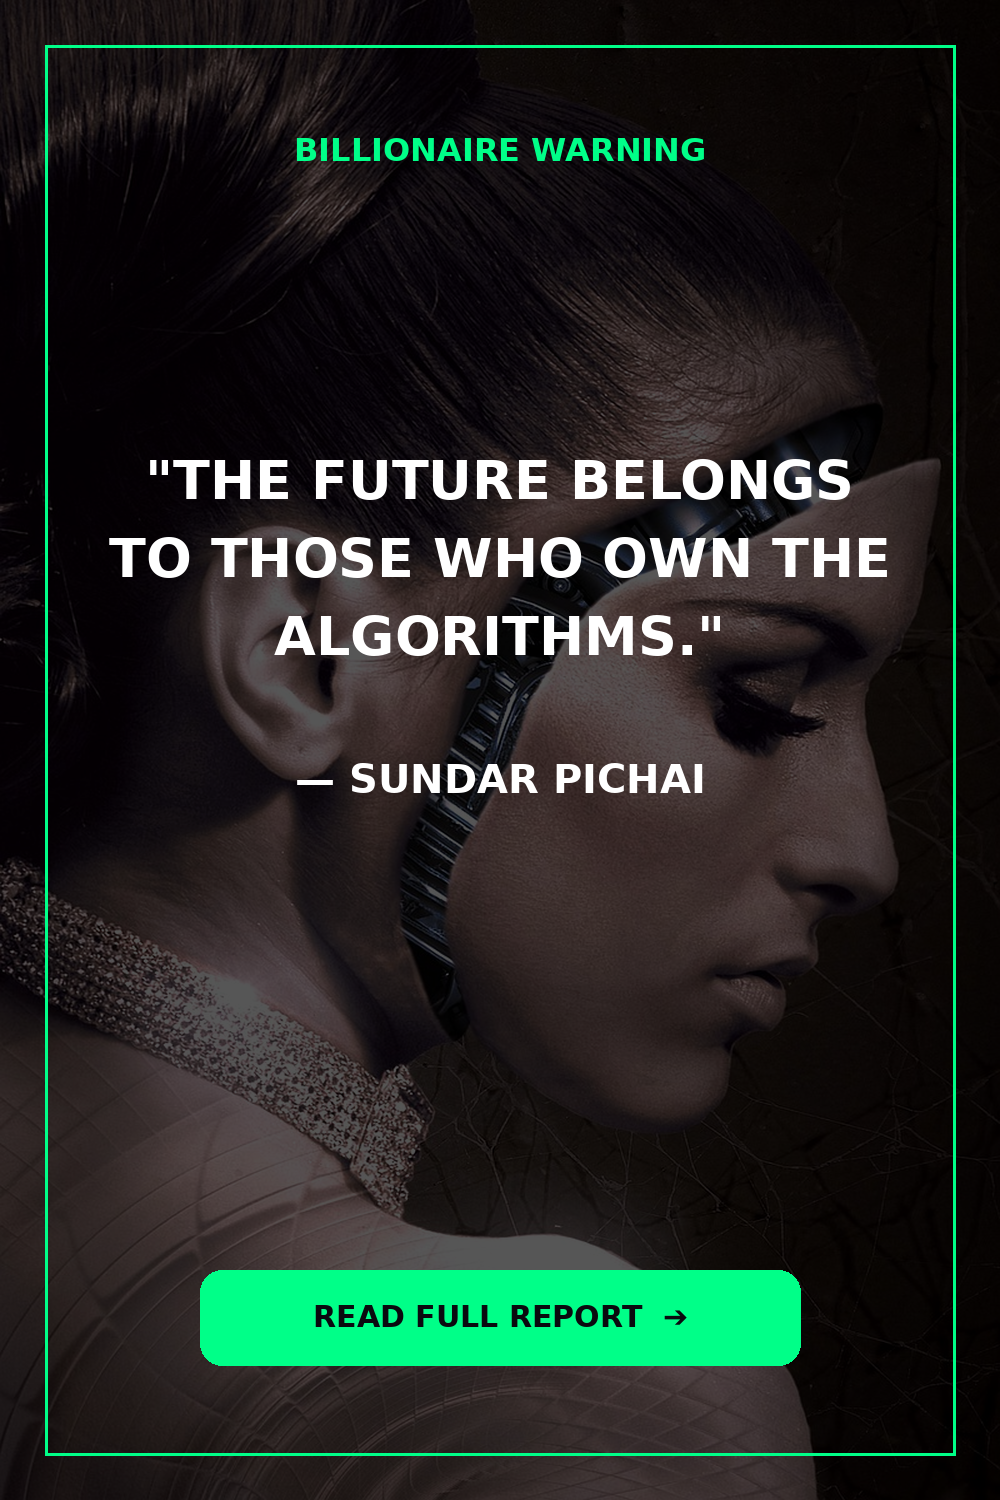 BILLIONAIRE WARNING
"THE FUTURE BELONGS
TO THOSE WHO OWN THE
ALGORITHMS."
— SUNDAR PICHAI
READ FULL REPORT ➔